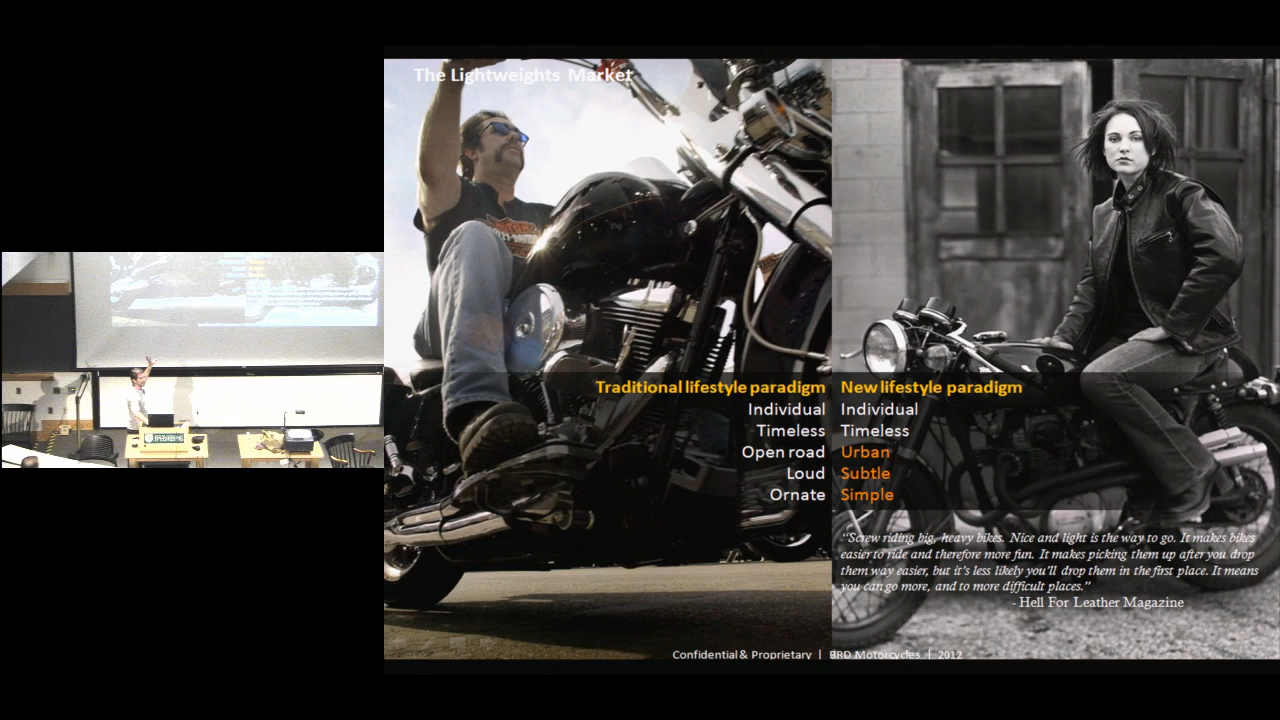 The Lightweights Market
Traditional lifestyle paradigm
Individual
Timeless
Open road
Loud
Ornate
New lifestyle paradigm
Individual
Timeless
Urban
Subtle
Simple
“Screw riding big, heavy bikes. Nice and light is the way to go. It makes bikes
easier to ride and therefore more fun. It makes picking them up after you drop
them way easier, but it’s less likely you’ll drop them in the first place. It means
you can go more, and to more difficult places.”
- Hell For Leather Magazine
Confidential & Proprietary | BRD Motorcycles | 2012